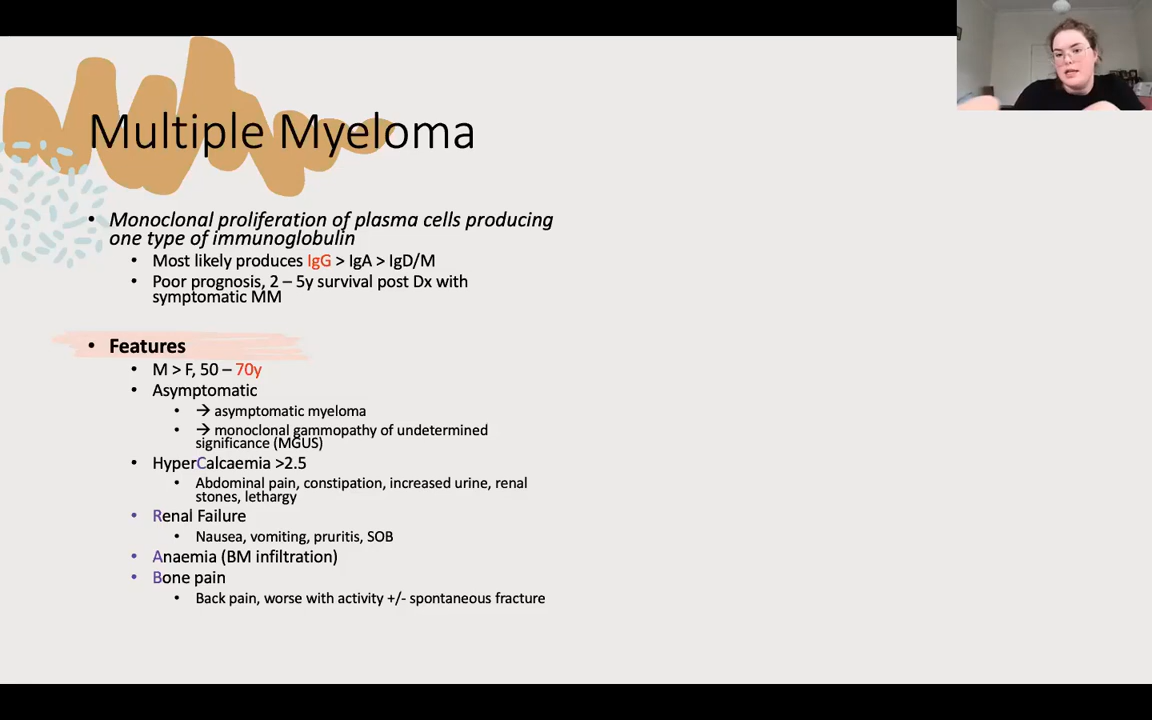 Multiple Myeloma
• Monoclonal proliferation of plasma cells producing
one type of immunoglobulin
• Most likely produces IgG > IgA > IgD/M
• Poor prognosis, 2 – 5y survival post Dx with
symptomatic MM
• Features
• M > F, 50 – 70y
• Asymptomatic
• → asymptomatic myeloma
• → monoclonal gammopathy of undetermined
significance (MGUS)
• HyperCalcaemia >2.5
• Abdominal pain, constipation, increased urine, renal
stones, lethargy
• Renal Failure
• Nausea, vomiting, pruritis, SOB
• Anaemia (BM infiltration)
• Bone pain
• Back pain, worse with activity +/- spontaneous fracture